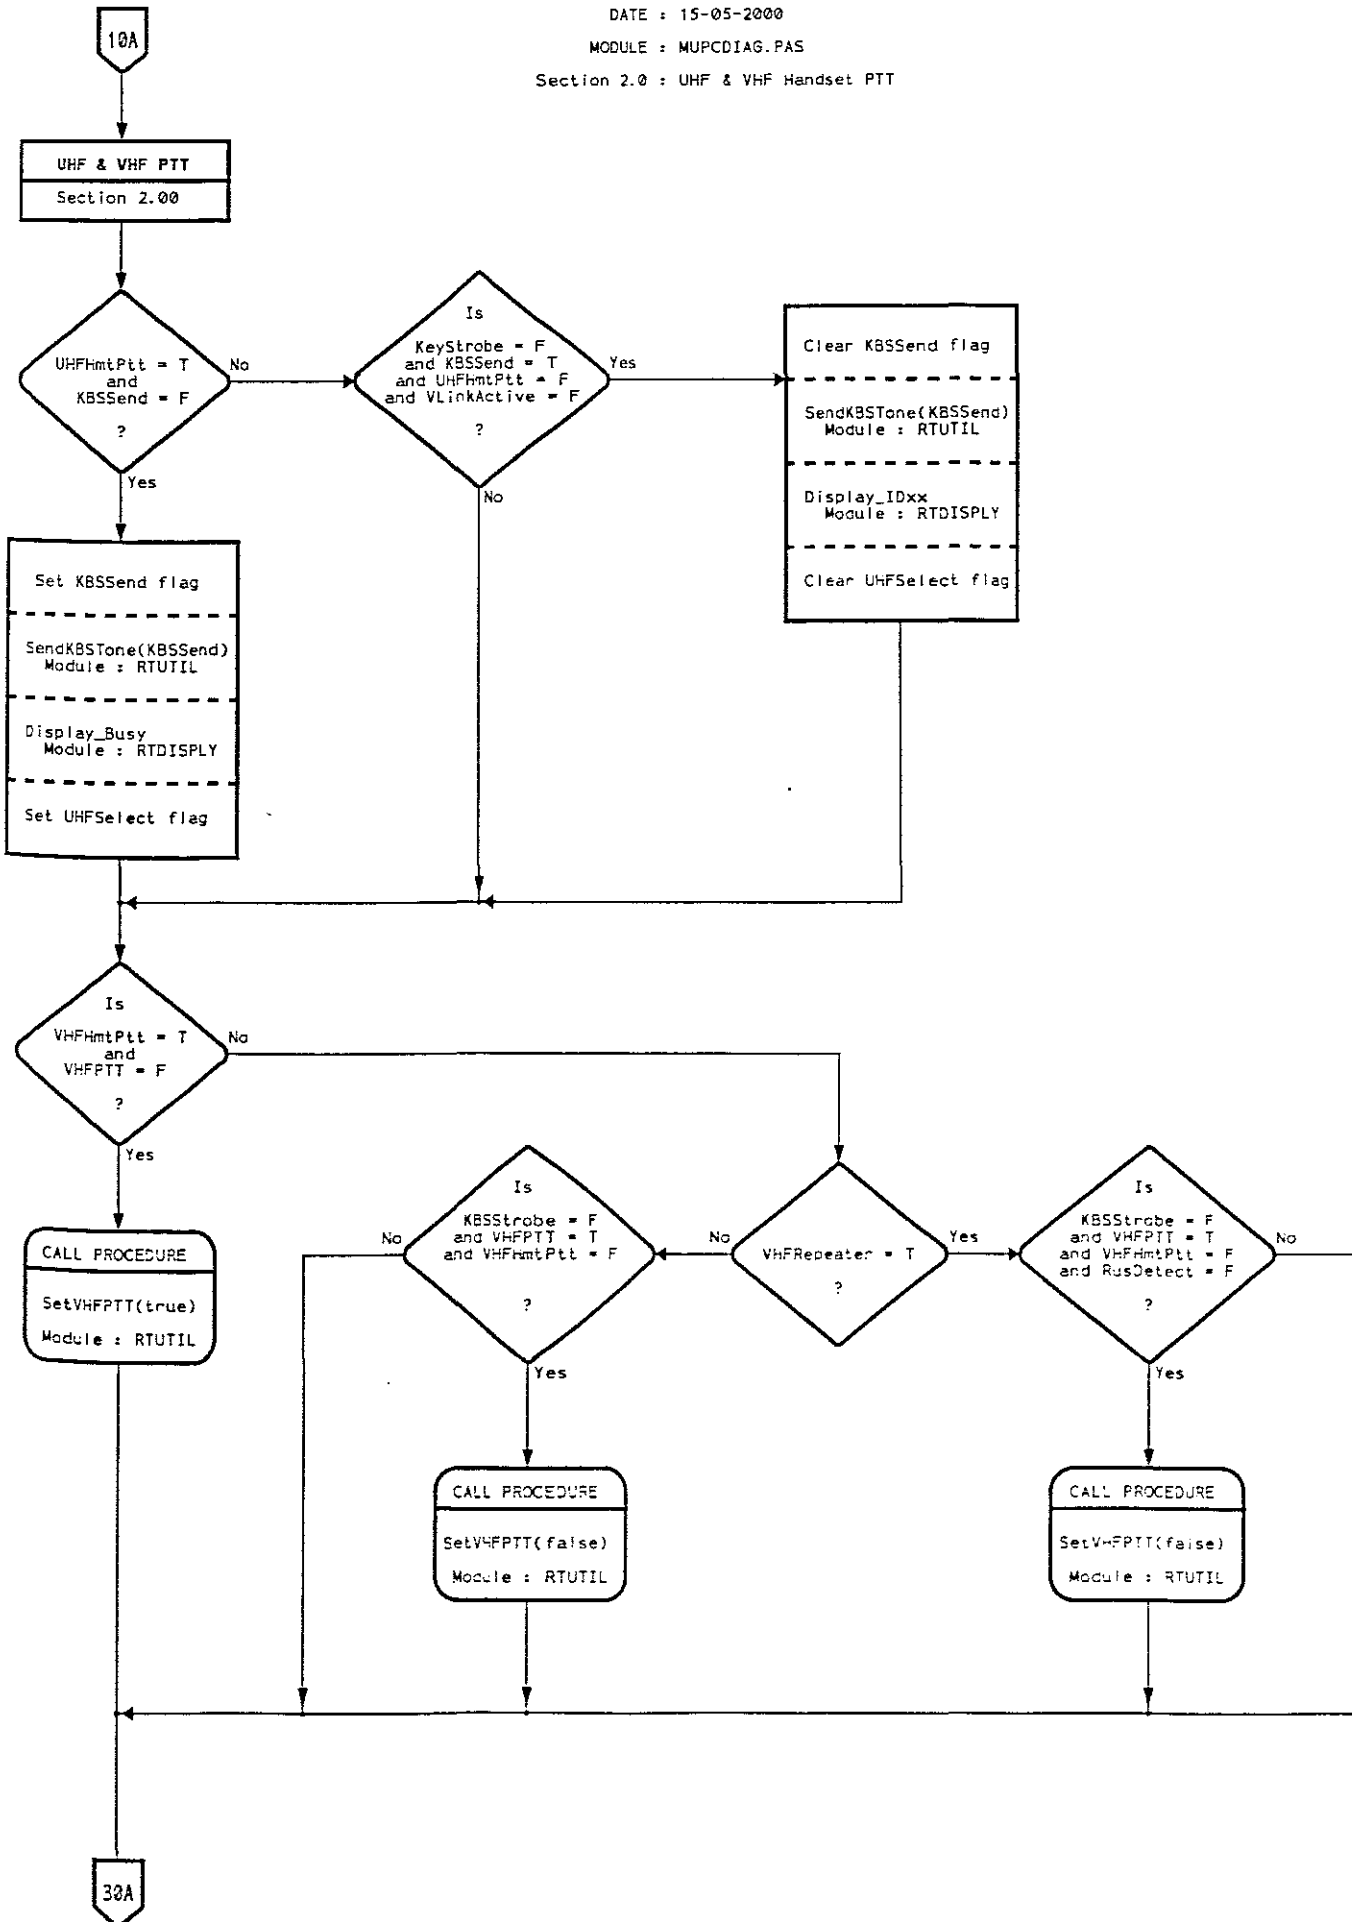 DATE : 15-05-2000
MODULE : MUPCDIAG.PAS
Section 2.0 : UHF & VHF Handset PTT
10A
UHF & VHF PTT
Section 2.00
UHFHmtPtt = T
and
KBSSend = F
?
No
Yes
Is
KeyStrobe = F
and KBSSend = T
and UHFHmtPtt = F
and VLinkActive = F
?
Yes
No
Clear KBSSend flag
SendKBSTone(KBSSend)
Module : RTUTIL
Display_IDxx
Module : RTDISPLY
Clear UHFSelect flag
Set KBSSend flag
SendKBSTone(KBSSend)
Module : RTUTIL
Display_Busy
Module : RTDISPLY
Set UHFSelect flag
Is
VHFHmtPtt = T
and
VHFPTT = F
?
No
Yes
CALL PROCEDURE
SetVHFPTT(true)
Module : RTUTIL
Is
KBSStrobe = F
and VHFPTT = T
and VHFHmtPtt = F
?
No
Yes
VHFRepeater = T
?
No
Yes
Is
KBSStrobe = F
and VHFPTT = T
and VHFHmtPtt = F
and RusDetect = F
?
No
Yes
CALL PROCEDURE
SetVHFPTT(false)
Module : RTUTIL
CALL PROCEDURE
SetVHFPTT(false)
Module : RTUTIL
30A